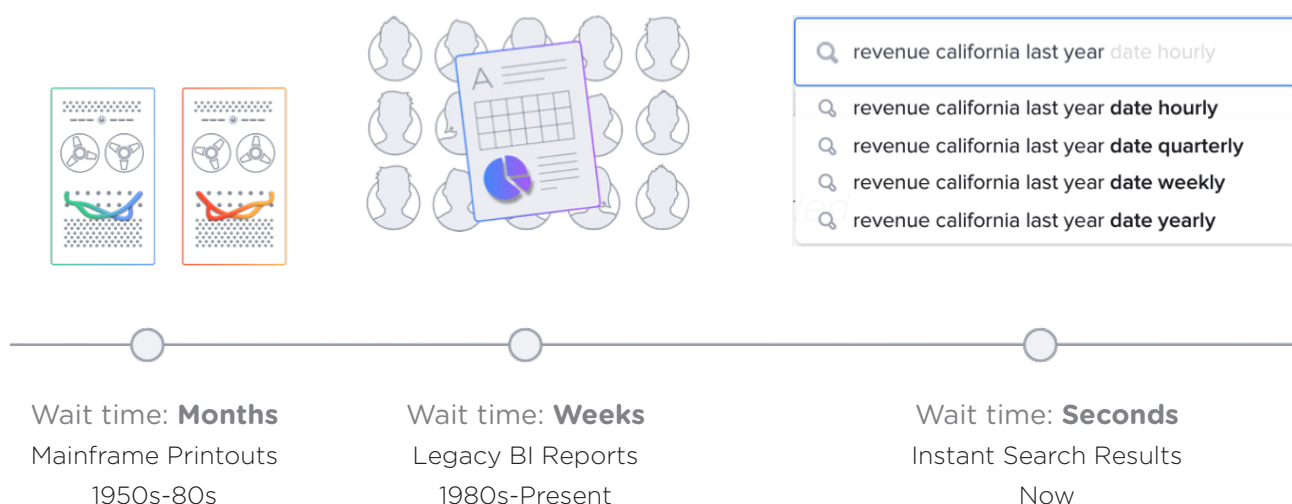 A
revenue california last year date hourly
revenue california last year date hourly
revenue california last year date quarterly
revenue california last year date weekly
revenue california last year date yearly
Wait time: Months
Mainframe Printouts
1950s-80s
Wait time: Weeks
Legacy BI Reports
1980s-Present
Wait time: Seconds
Instant Search Results
Now